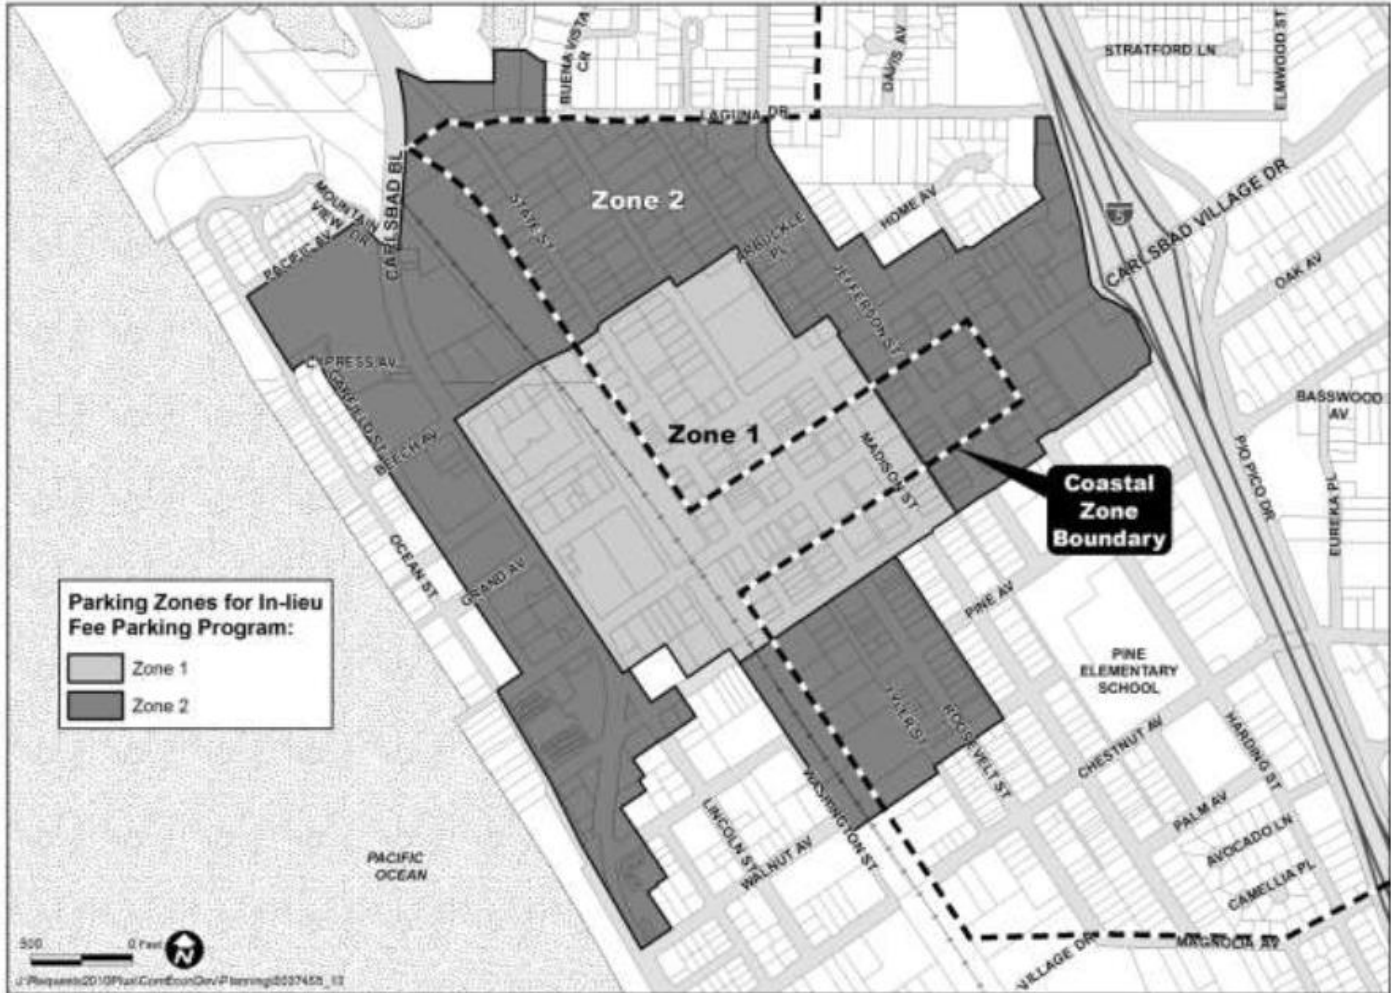 STRATFORD LN
ELMWOOD ST
BUENA VISTA
CR
DAVIS AV
LAGUNA DR
CARLSBAD BL
MOUNTAIN
VIEW DR
PACIFIC AV
STATE ST
Zone 2
ARBUCKLE
PL
HOME AV
JEFFERSON ST
5
CARLSBAD VILLAGE DR
OAK AV
CYPRESS AV
GARFIELD ST
BEECH AV
Zone 1
MADISON ST
BASSWOOD
AV
PIO PICO DR
EUREKA PL
Coastal
Zone
Boundary
OCEAN ST
GRAND AV
PINE AV
PINE
ELEMENTARY
SCHOOL
Parking Zones for In-lieu
Fee Parking Program:
Zone 1
Zone 2
TYLER ST
ROOSEVELT ST
CHESTNUT AV
HARDING ST
PALM AV
AVOCADO LN
CAMELLIA PL
LINCOLN ST
WALNUT AV
WASHINGTON ST
PACIFIC
OCEAN
VILLAGE DR
MAGNOLIA AV
500
0 Feet
N